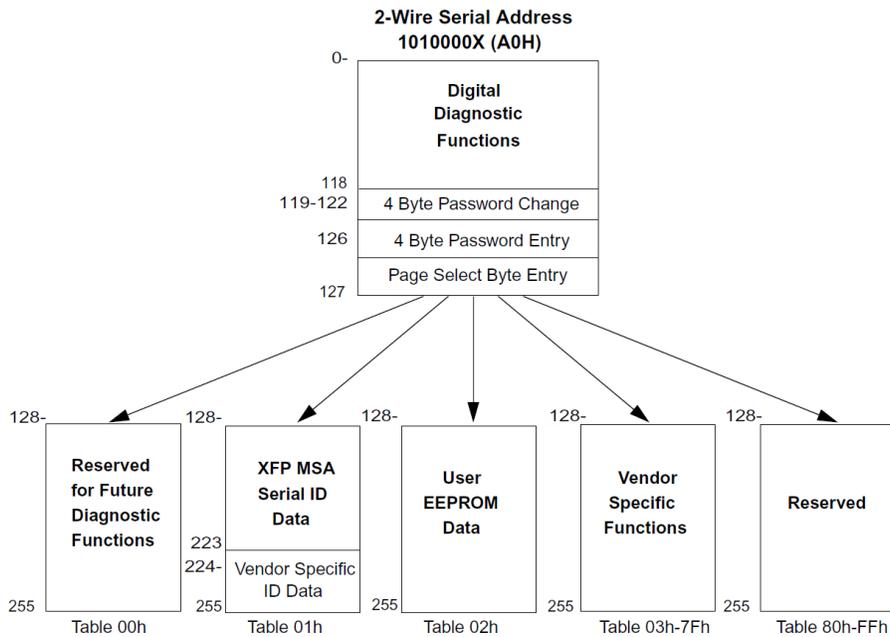 2-Wire Serial Address
1010000X (A0H)
0-
Digital
Diagnostic
Functions
118
119-122
4 Byte Password Change
126
4 Byte Password Entry
Page Select Byte Entry
127
128-
Reserved
for Future
Diagnostic
Functions
255
Table 00h
128-
XFP MSA
Serial ID
Data
223
224-
Vendor Specific
ID Data
255
Table 01h
128-
User
EEPROM
Data
255
Table 02h
128-
Vendor
Specific
Functions
255
Table 03h-7Fh
128-
Reserved
255
Table 80h-FFh